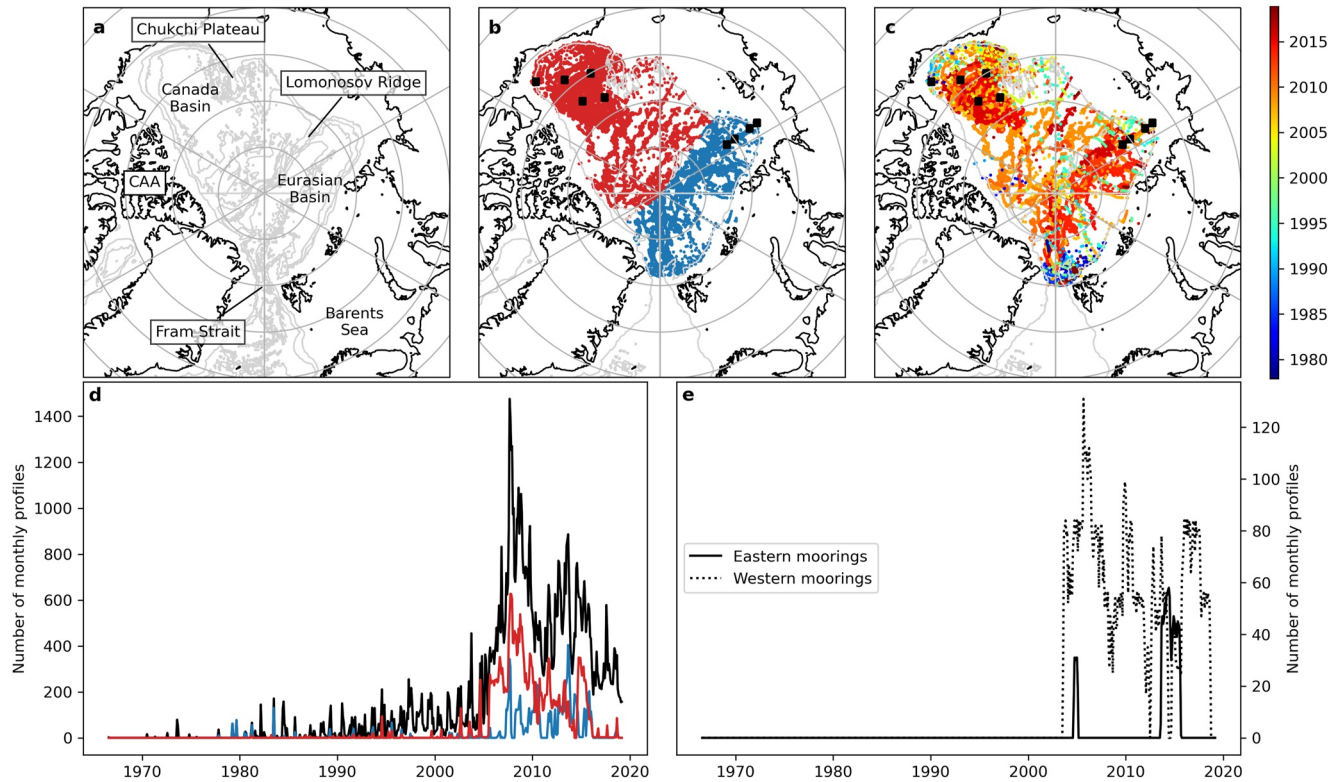 a
Chukchi Plateau
Lomonosov Ridge
Canada
Basin
CAA
Eurasian
Basin
Fram Strait
Barents
Sea
b
c
2015
2010
2005
2000
1995
1990
1985
1980
d
Number of monthly profiles
1400
1200
1000
800
600
400
200
0
1970
1980
1990
2000
2010
2020
e
Eastern moorings
Western moorings
120
100
80
60
40
20
0
Number of monthly profiles
1970
1980
1990
2000
2010
2020